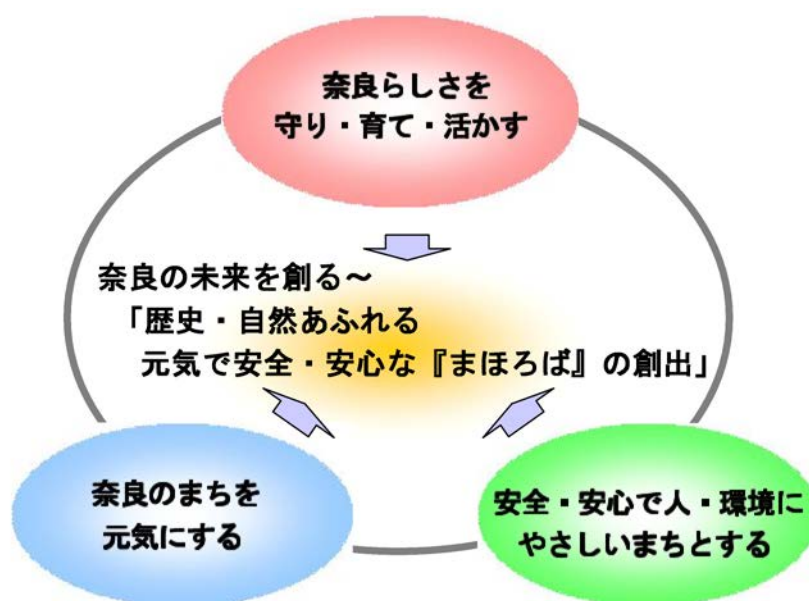 奈良らしさを
守り・育て・活かす
奈良の未来を創る～
「歴史・自然あふれる
元気で安全・安心な『まほろば』の創出」
奈良のまちを
元気にする
安全・安心で人・環境に
やさしいまちとする